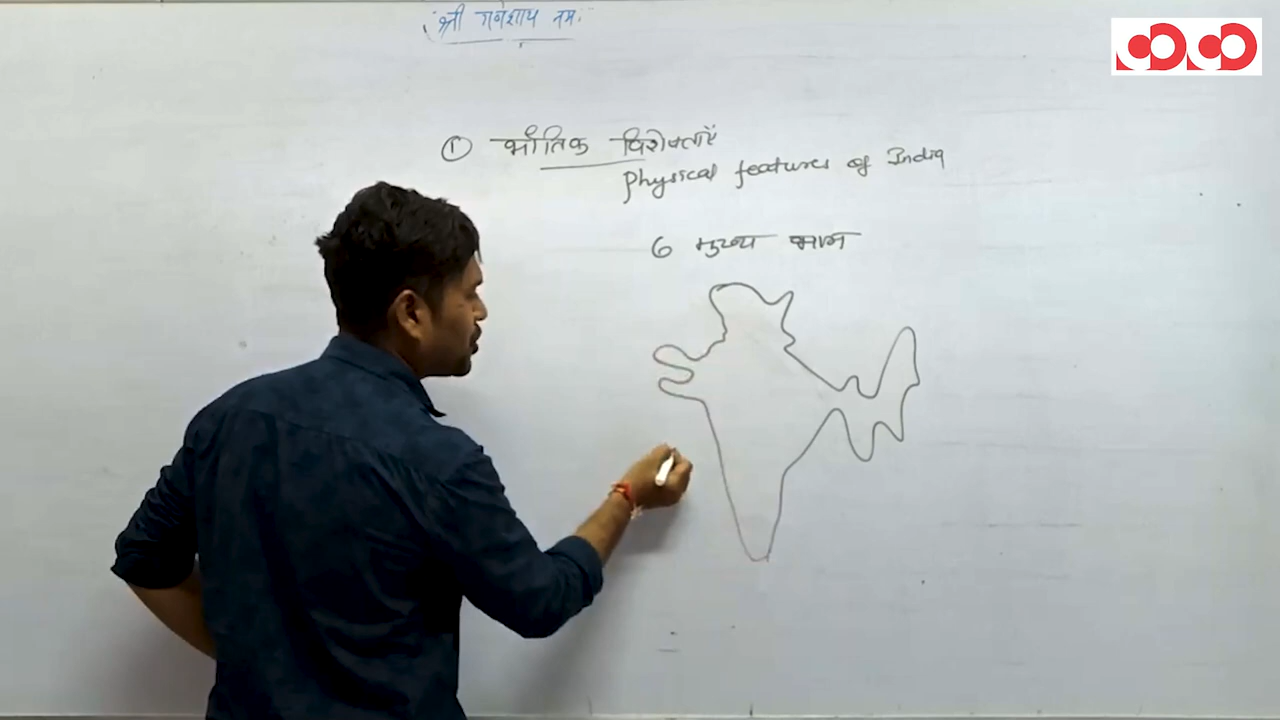 श्री गणेशाय नमः
① भौतिक विशेषताएँ
Physical features of India
6 मुख्य भाग